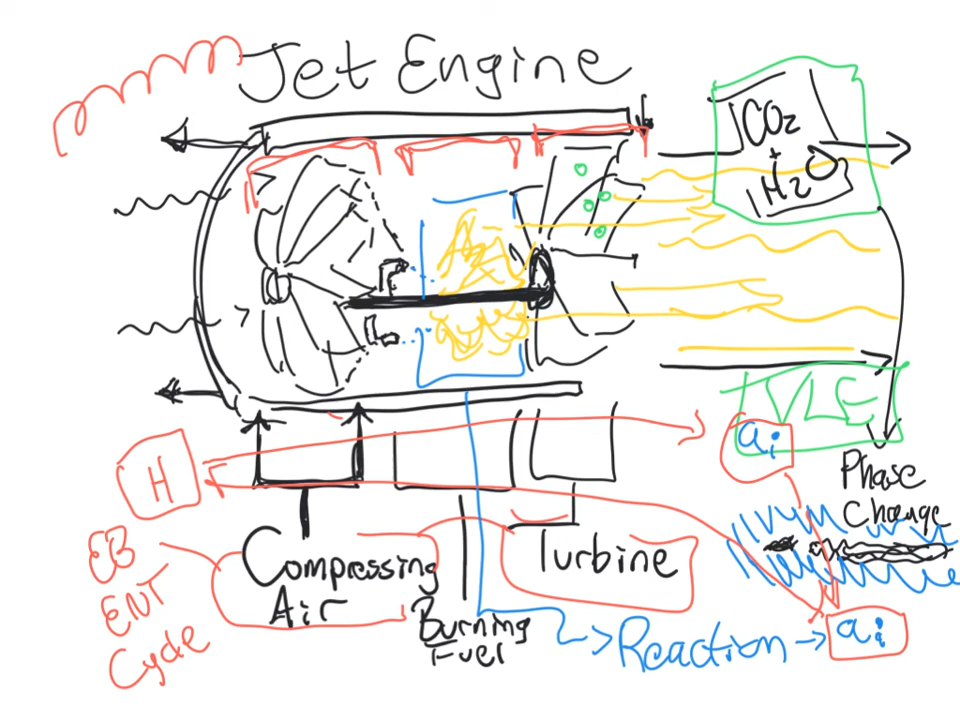 Jet Engine
CO₂
+
H₂O
VLE
aᵢ
H
Phase
Change
EB
ENT
Cycle
Compressing
Air
Turbine
Burning
Fuel
Reaction
aᵢ